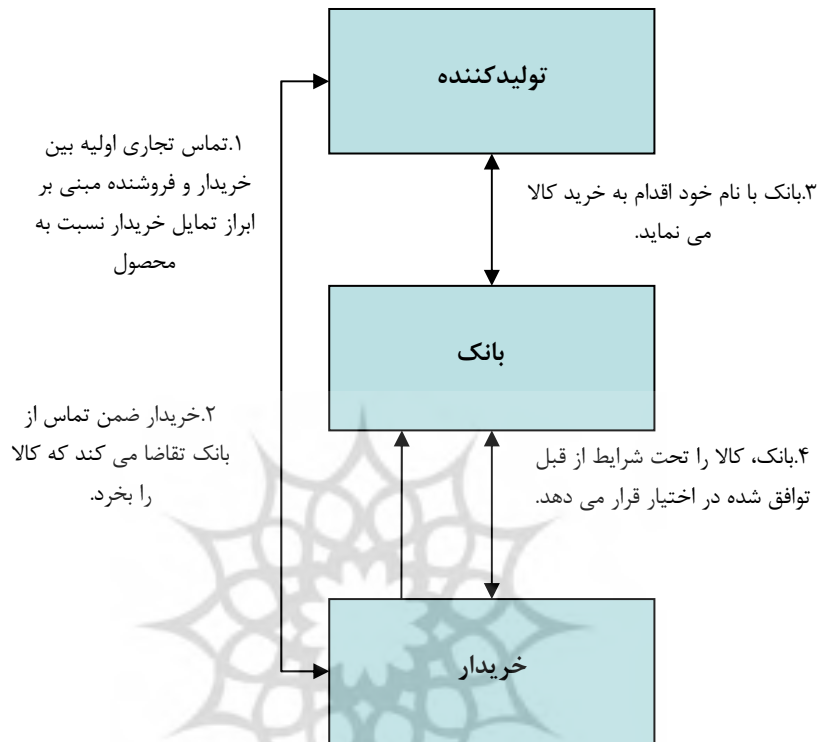 تولیدکننده
۱.تماس تجاری اولیه بین
خریدار و فروشنده مبنی بر
ابراز تمایل خریدار نسبت به
محصول
۳.بانک با نام خود اقدام به خرید کالا
می نماید.
بانک
۲.خریدار ضمن تماس از
بانک تقاضا می کند که کالا
را بخرد.
۴.بانک، کالا را تحت شرایط از قبل
توافق شده در اختیار قرار می دهد.
خریدار